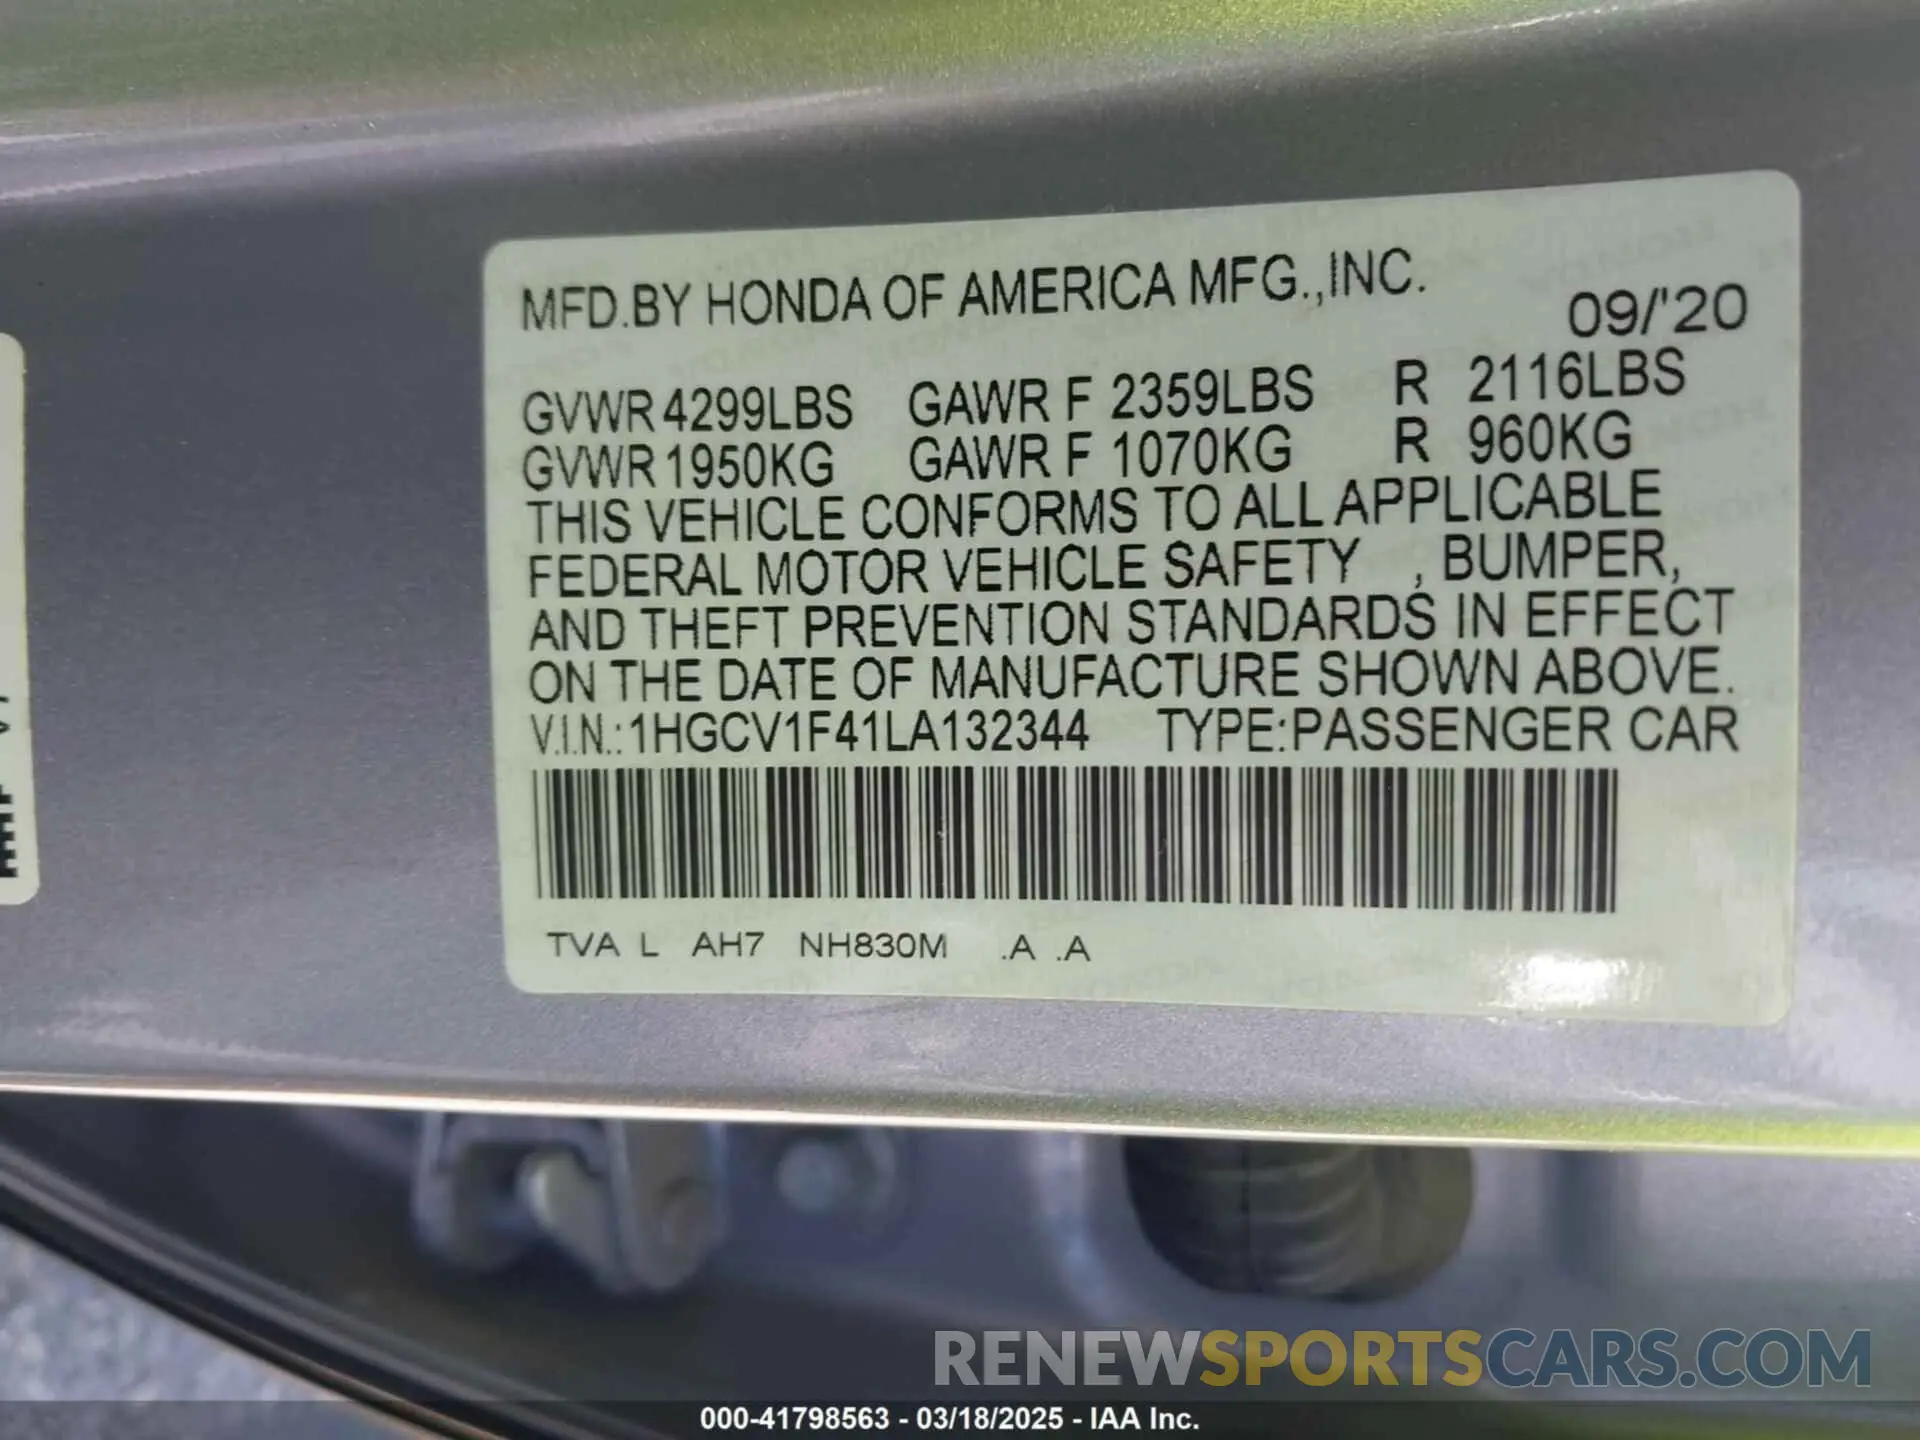 MFD.BY HONDA OF AMERICA MFG.,INC.
09/'20
GVWR 4299LBS GAWR F 2359LBS R 2116LBS
GVWR 1950KG GAWR F 1070KG R 960KG
THIS VEHICLE CONFORMS TO ALL APPLICABLE
FEDERAL MOTOR VEHICLE SAFETY , BUMPER,
AND THEFT PREVENTION STANDARDS IN EFFECT
ON THE DATE OF MANUFACTURE SHOWN ABOVE.
V.I.N.:1HGCV1F41LA132344 TYPE:PASSENGER CAR
TVA L AH7 NH830M .A .A
RENEWSPORTSCARS.COM
000-41798563 - 03/18/2025 - IAA Inc.